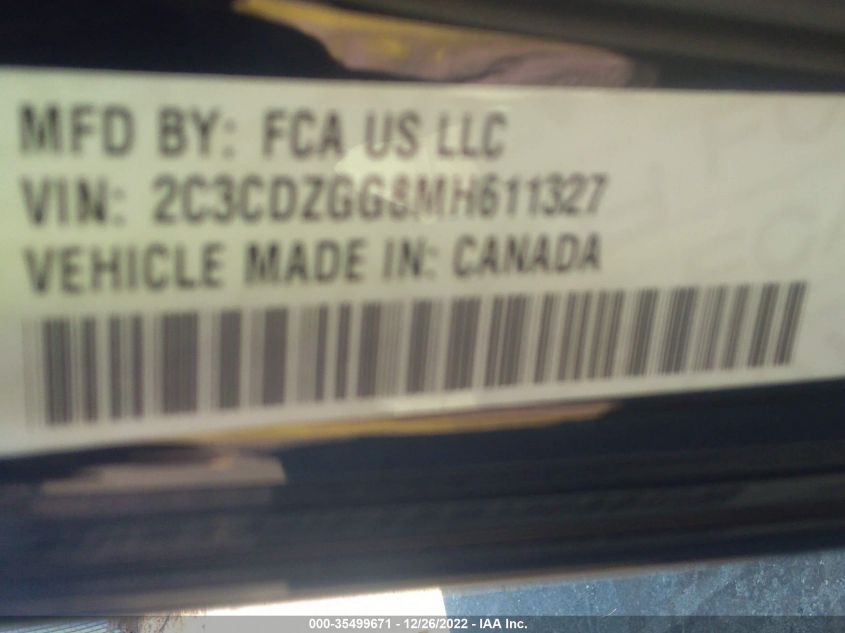 MFD BY: FCA US LLC
VIN: 2C3CDZGG8MH611327
VEHICLE MADE IN: CANADA
000-35499671 - 12/26/2022 - IAA Inc.